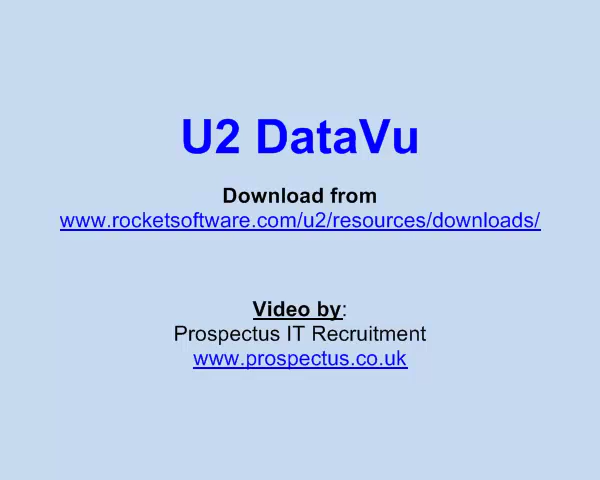 U2 DataVu
Download from
www.rocketsoftware.com/u2/resources/downloads/
Video by:
Prospectus IT Recruitment
www.prospectus.co.uk